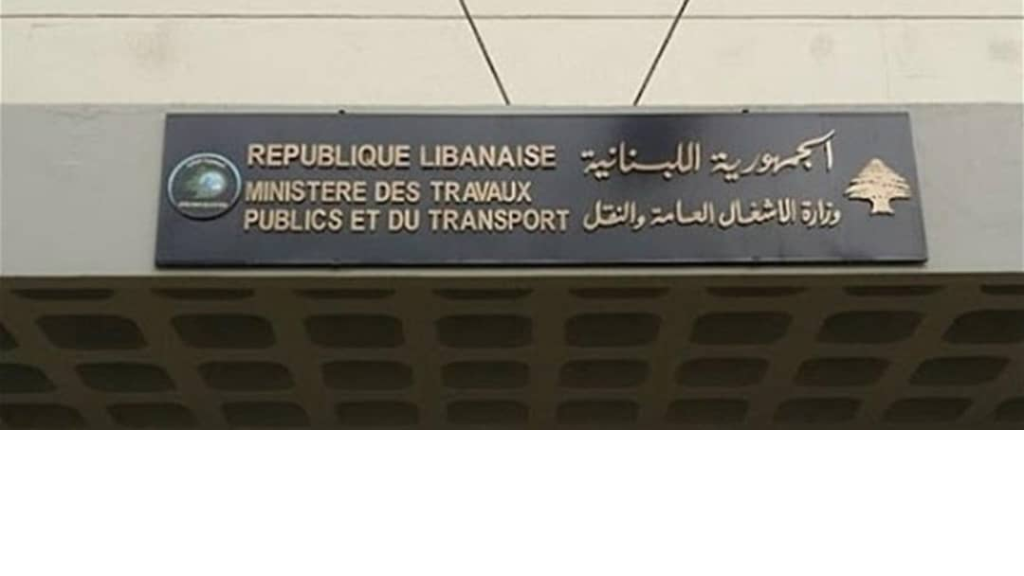 REPUBLIQUE LIBANAISE
MINISTERE DES TRAVAUX
PUBLICS ET DU TRANSPORT
الجمهورية اللبنانية
وزارة الاشغال العامة والنقل